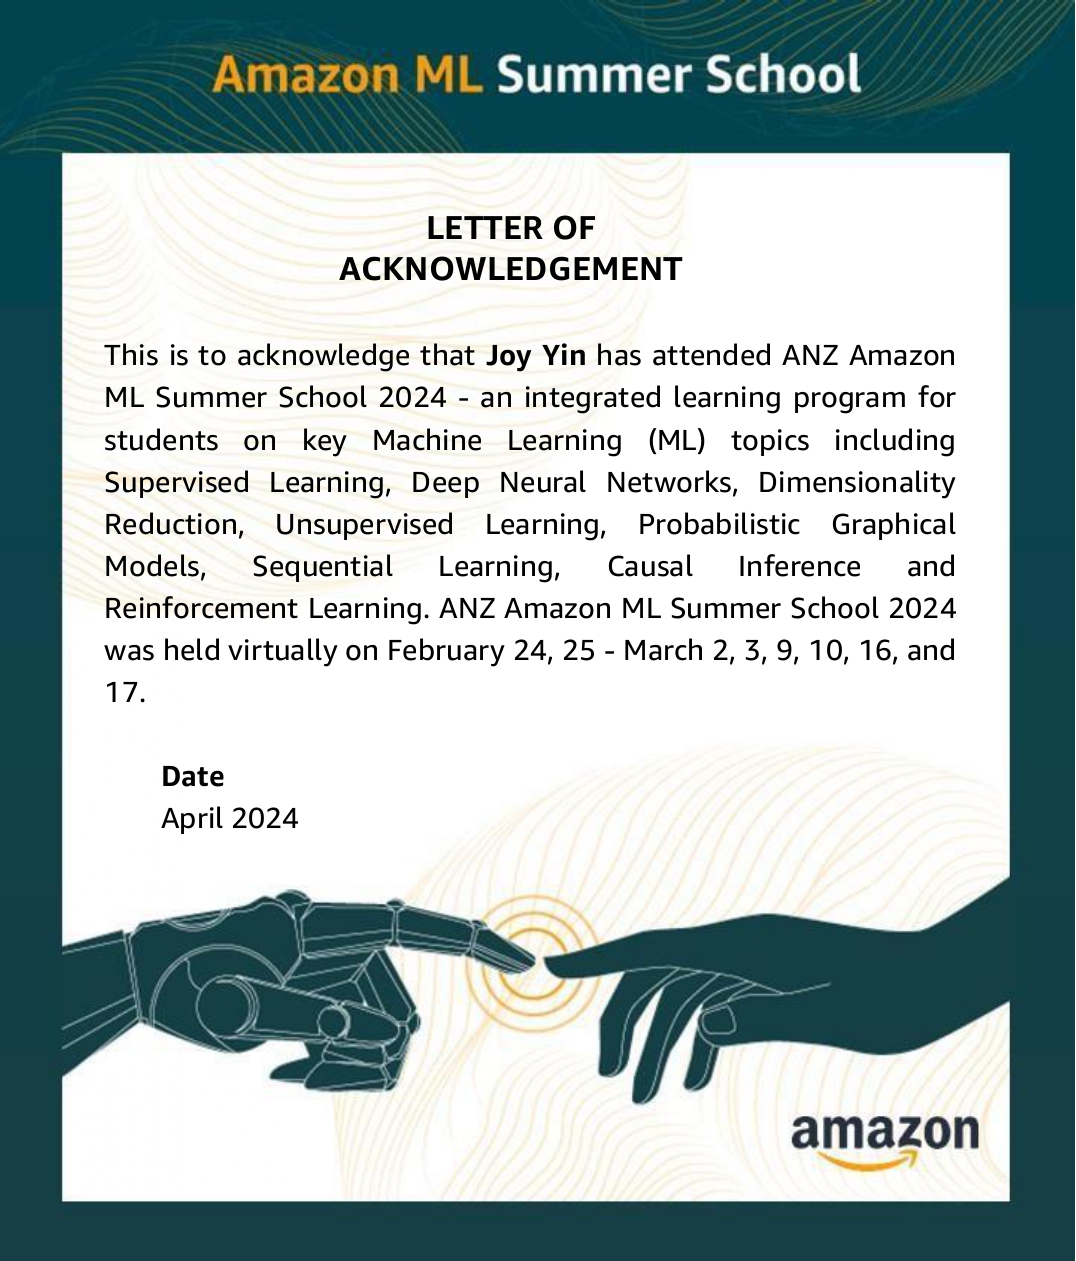 Amazon ML Summer School
LETTER OF
ACKNOWLEDGEMENT
This is to acknowledge that Joy Yin has attended ANZ Amazon
ML Summer School 2024 - an integrated learning program for
students on key Machine Learning (ML) topics including
Supervised Learning, Deep Neural Networks, Dimensionality
Reduction, Unsupervised Learning, Probabilistic Graphical
Models, Sequential Learning, Causal Inference and
Reinforcement Learning. ANZ Amazon ML Summer School 2024
was held virtually on February 24, 25 - March 2, 3, 9, 10, 16, and
17.
Date
April 2024
amazon